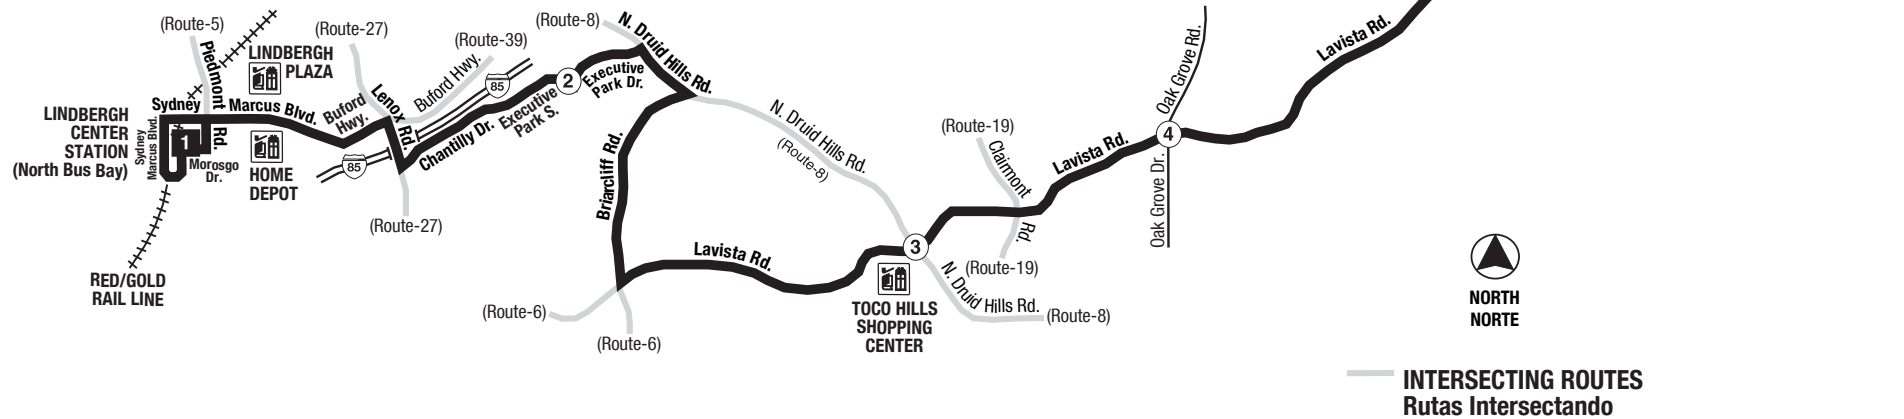 (Route-5)
(Route-27)
(Route-39)
(Route-8)
N. Druid Hills Rd.
Lavista Rd.
Oak Grove Rd.
Piedmont
Rd.
LINDBERGH
PLAZA
Sydney
Marcus Blvd.
Buford
Hwy.
Lenox Rd.
Buford Hwy.
85
2
Executive
Park Dr.
Executive
Park S.
Chantilly Dr.
85
LINDBERGH
CENTER
STATION
(North Bus Bay)
Sydney
Marcus Blvd.
1
Morosgo
Dr.
HOME
DEPOT
(Route-27)
RED/GOLD
RAIL LINE
Briarcliff Rd.
N. Druid Hills Rd.
(Route-8)
(Route-19)
Clairmont
Rd.
(Route-19)
Lavista Rd.
4
Oak Grove Dr.
Lavista Rd.
3
N. Druid Hills Rd.
(Route-8)
(Route-6)
(Route-6)
TOCO HILLS
SHOPPING
CENTER
NORTH
NORTE
INTERSECTING ROUTES
Rutas Intersectando